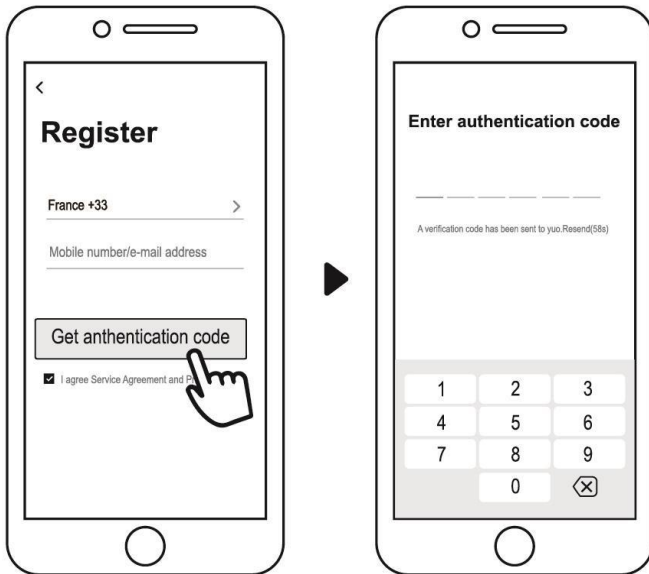 Register
France +33
Mobile number/e-mail address
Get anthentication code
I agree Service Agreement and
Enter authentication code
A verification code has been sent to yuo.Resend(58s)
1 2 3
4 5 6
7 8 9
0